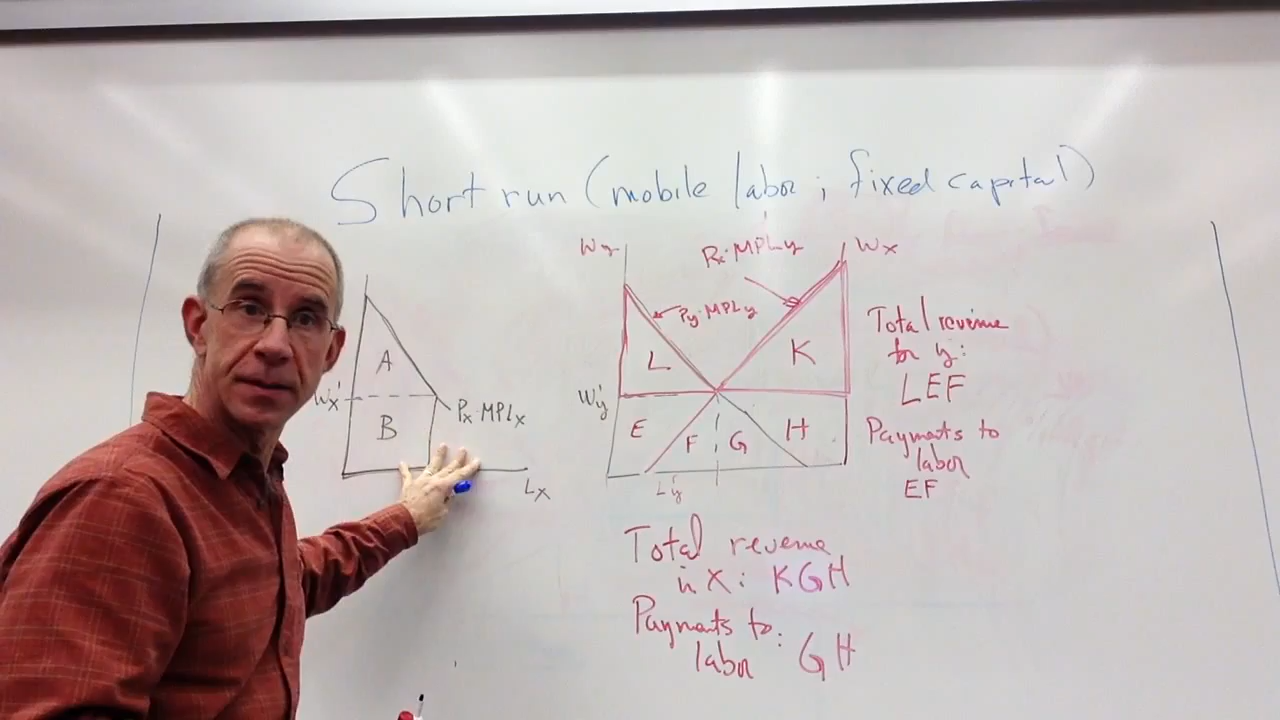 Short run (mobile labor; fixed capital)
A
B
Wx'
Px·MPLx
Lx
Wy
Px·MPLy
Wx
Py·MPLy
L
K
Wy'
E
F
G
H
Ly'
Total revenue
for y:
LEF
Payments to
labor
EF
Total revenue
in X: KGH
Payments to:
labor GH